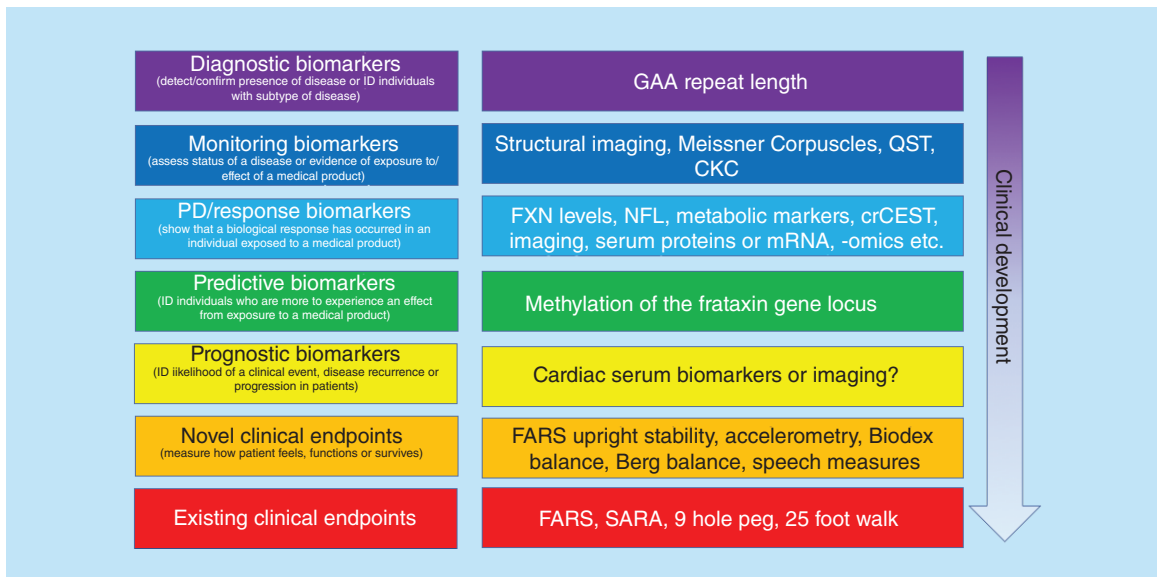 Diagnostic biomarkers
(detect/confirm presence of disease or ID individuals
with subtype of disease)
GAA repeat length
Monitoring biomarkers
(assess status of a disease or evidence of exposure to/
effect of a medical product)
Structural imaging, Meissner Corpuscles, QST,
CKC
PD/response biomarkers
(show that a biological response has occurred in an
individual exposed to a medical product)
FXN levels, NFL, metabolic markers, crCEST,
imaging, serum proteins or mRNA, -omics etc.
Predictive biomarkers
(ID individuals who are more to experience an effect
from exposure to a medical product)
Methylation of the frataxin gene locus
Prognostic biomarkers
(ID likelihood of a clinical event, disease recurrence or
progression in patients)
Cardiac serum biomarkers or imaging?
Novel clinical endpoints
(measure how patient feels, functions or survives)
FARS upright stability, accelerometry, Biodex
balance, Berg balance, speech measures
Existing clinical endpoints
FARS, SARA, 9 hole peg, 25 foot walk
Clinical development